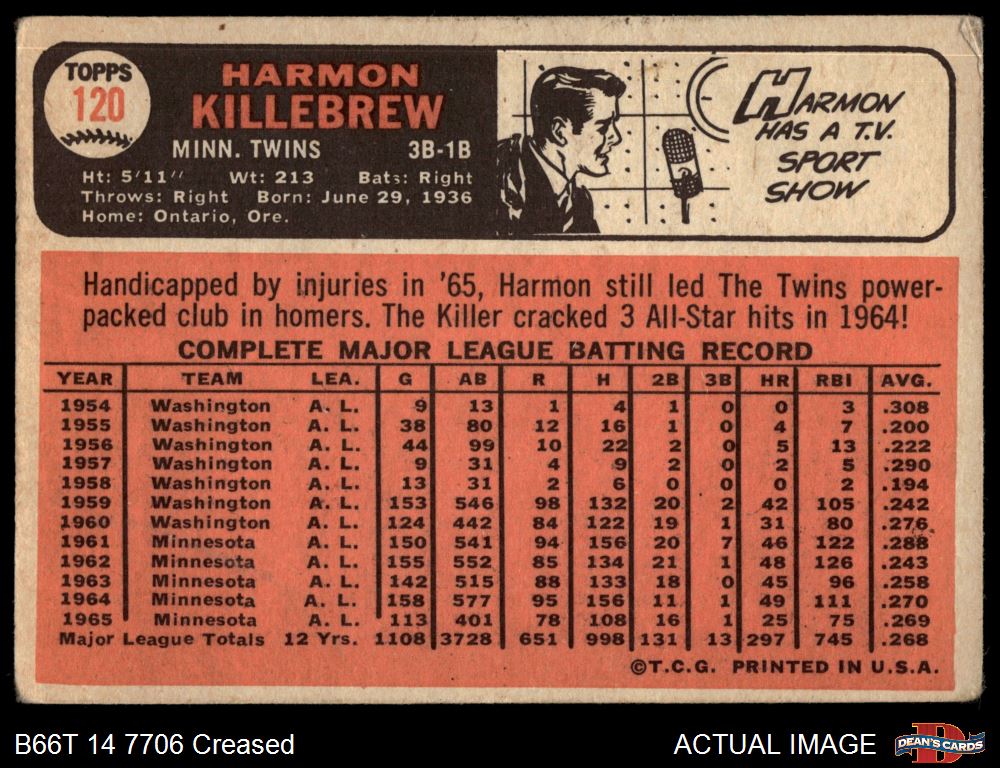 TOPPS
120
HARMON
KILLEBREW
MINN. TWINS 3B-1B
Ht: 5'11" Wt: 213 Bats: Right
Throws: Right Born: June 29, 1936
Home: Ontario, Ore.
HARMON
HAS A T.V.
SPORT
SHOW
Handicapped by injuries in '65, Harmon still led The Twins power-
packed club in homers. The Killer cracked 3 All-Star hits in 1964!
COMPLETE MAJOR LEAGUE BATTING RECORD
YEAR TEAM LEA. G AB R H 2B 3B HR RBI AVG.
1954 Washington A. L. 9 13 1 4 1 0 0 3 .308
1955 Washington A. L. 38 80 12 16 1 0 4 7 .200
1956 Washington A. L. 44 99 10 22 2 0 5 13 .222
1957 Washington A. L. 9 31 4 9 2 0 2 5 .290
1958 Washington A. L. 13 31 2 6 0 0 0 2 .194
1959 Washington A. L. 153 546 98 132 20 2 42 105 .242
1960 Washington A. L. 124 442 84 122 19 1 31 80 .276
1961 Minnesota A. L. 150 541 94 156 20 7 46 122 .288
1962 Minnesota A. L. 155 552 85 134 21 1 48 126 .243
1963 Minnesota A. L. 142 515 88 133 18 0 45 96 .258
1964 Minnesota A. L. 158 577 95 156 11 1 49 111 .270
1965 Minnesota A. L. 113 401 78 108 16 1 25 75 .269
Major League Totals 12 Yrs. 1108 3728 651 998 131 13 297 745 .268
©T.C.G. PRINTED IN U.S.A.
B66T 14 7706 Creased ACTUAL IMAGE
D
DEAN'S CARDS